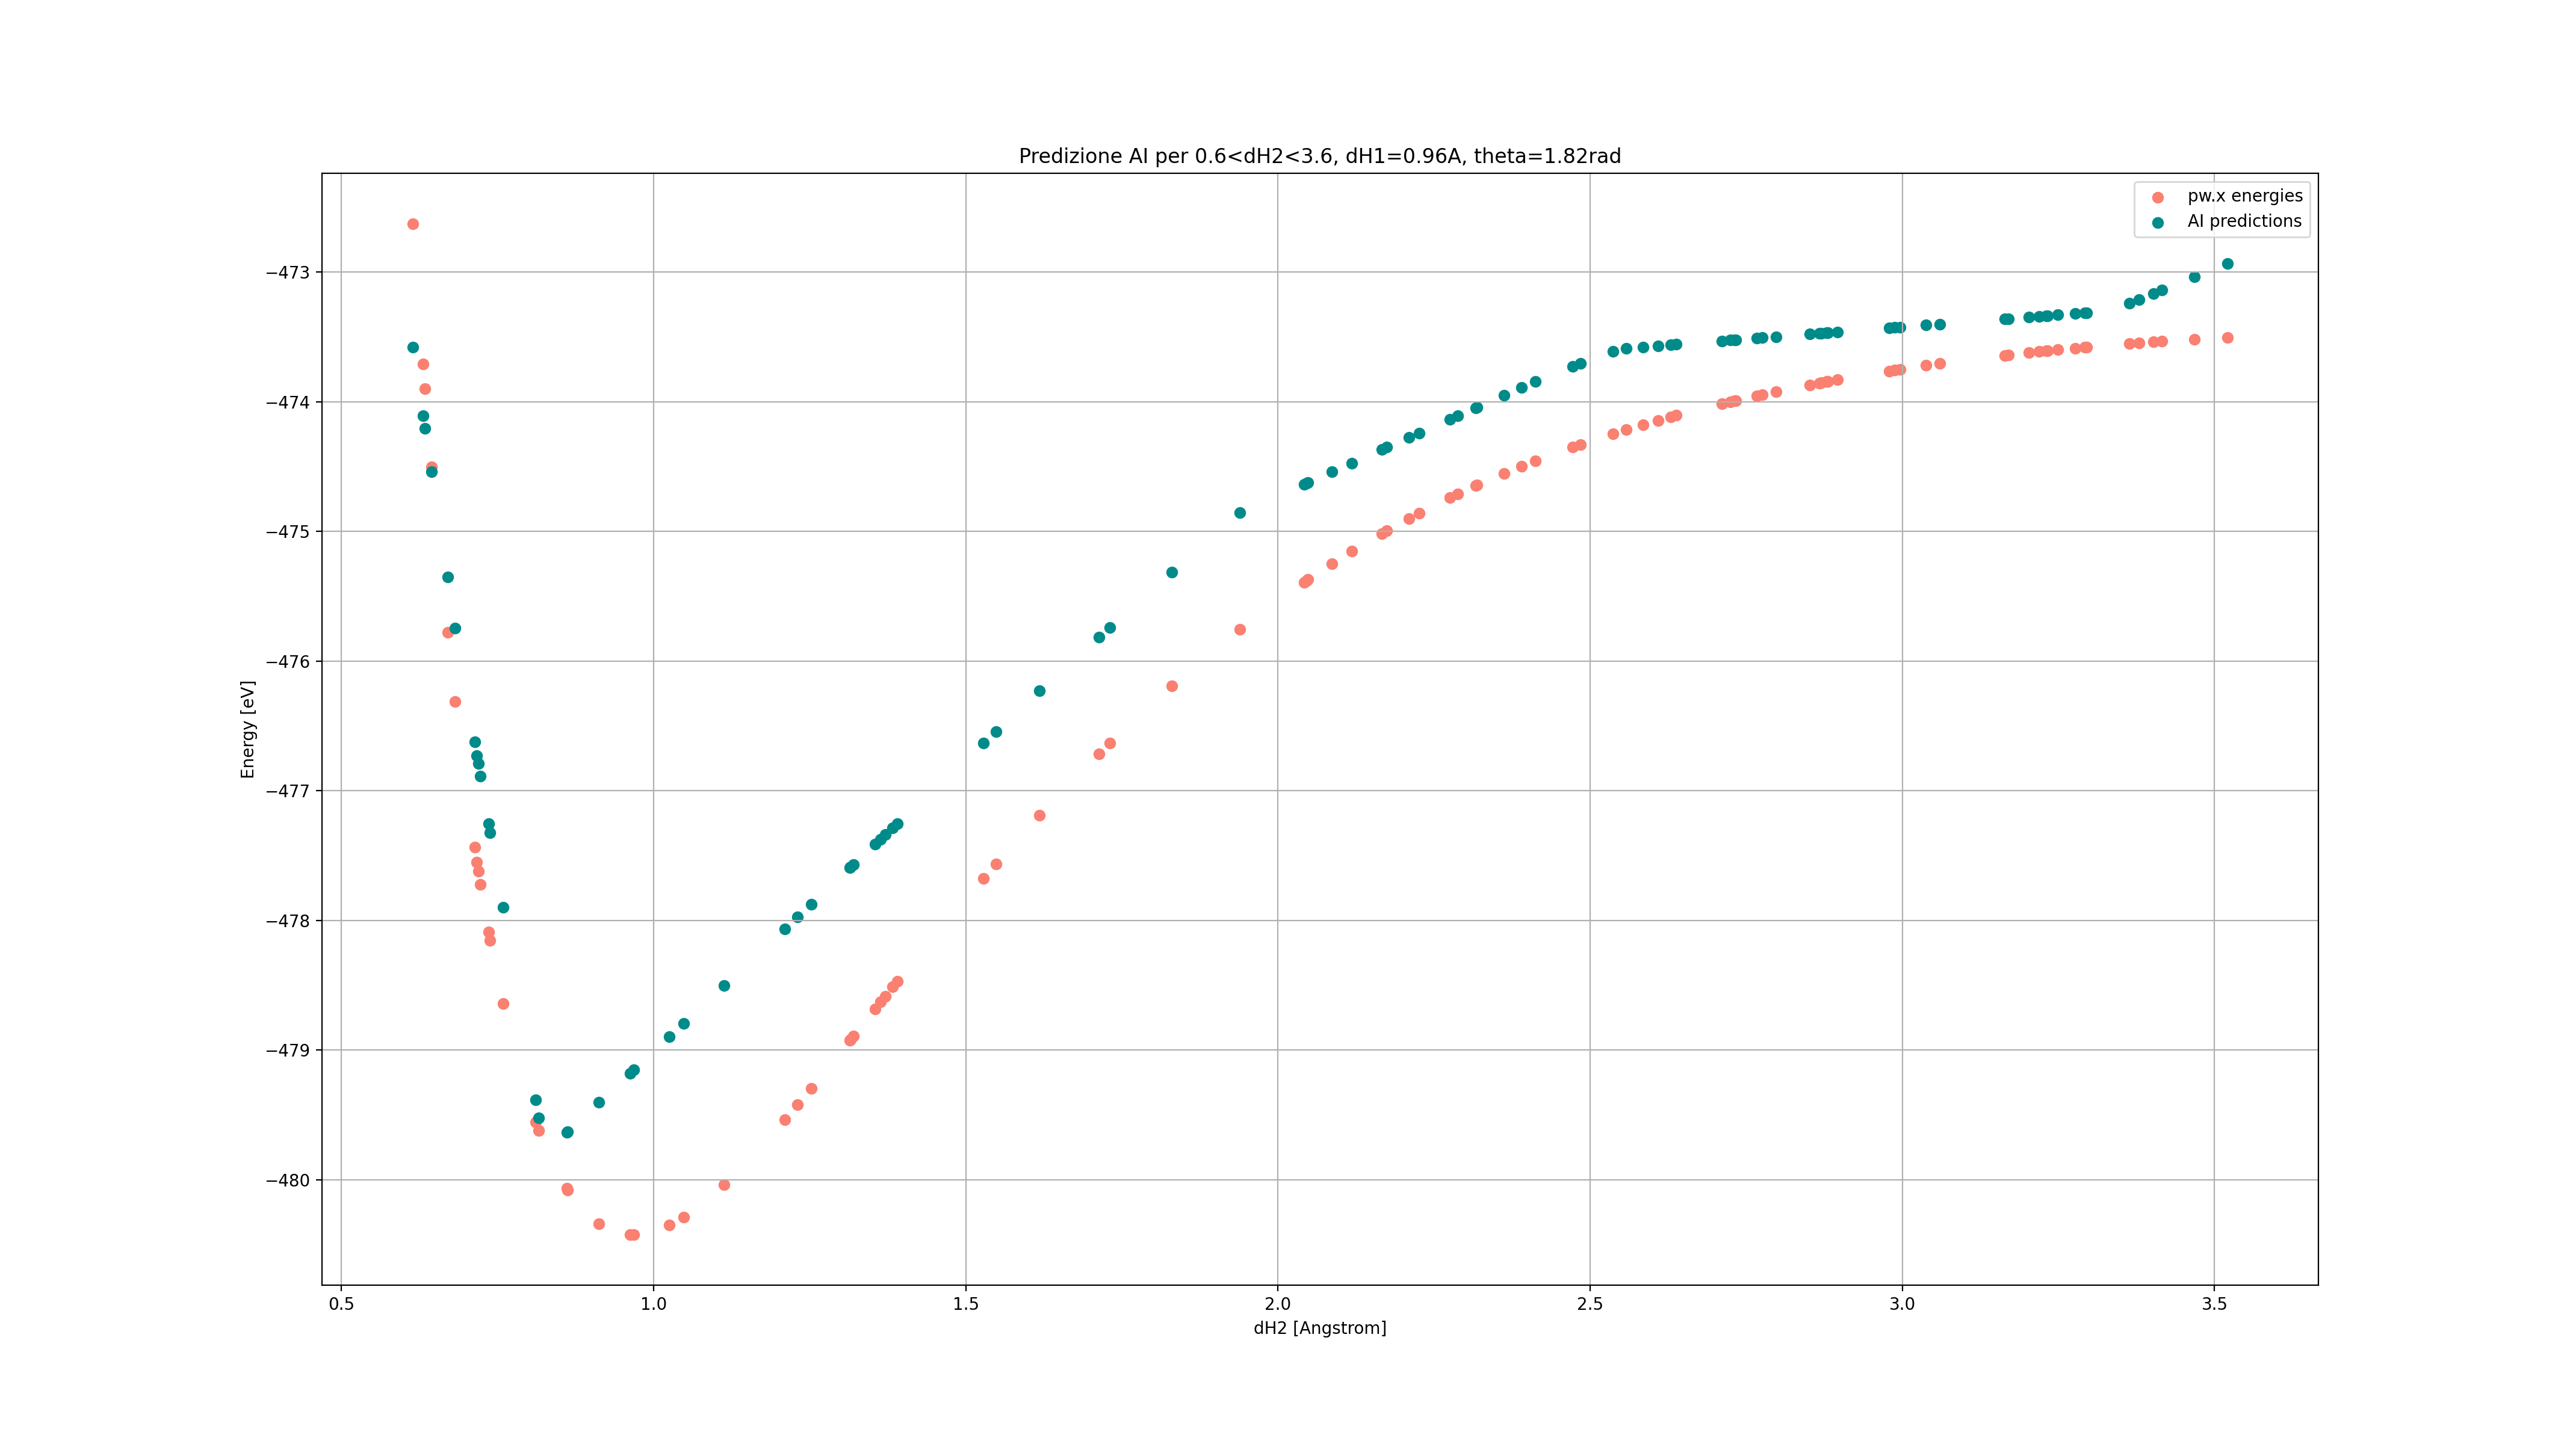 Predizione AI per 0.6<dH2<3.6, dH1=0.96A, theta=1.82rad
pw.x energies
AI predictions
−473
−474
−475
−476
−477
−478
−479
−480
Energy [eV]
0.5 1.0 1.5 2.0 2.5 3.0 3.5
dH2 [Angstrom]